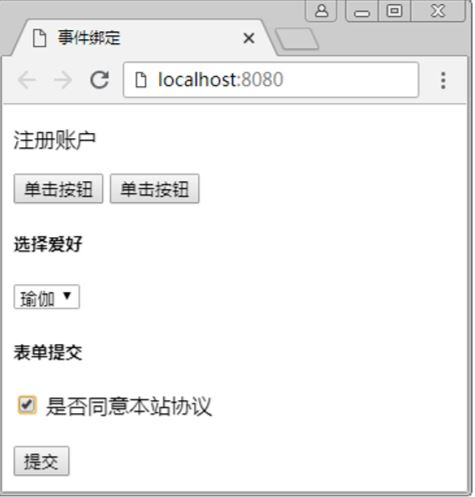 事件绑定
localhost:8080
注册账户
单击按钮 单击按钮
选择爱好
瑜伽
表单提交
是否同意本站协议
提交